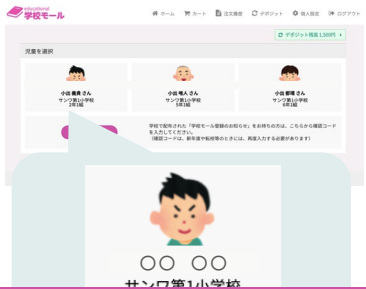 educational
学校モール
ホーム カート 注文履歴 デポジット 個人設定 ログアウト
デポジット残高 1,500円
児童を選択
小出 義貴 さん
サンワ第1小学校
1年1組
小出 唯人 さん
サンワ第1小学校
5年1組
小出 都環 さん
サンワ第1小学校
6年1組
学校で配布された「学校モール登録のお知らせ」をお持ちの方は、こちらから確認コード
を入力してください。
(確認コードは、新年度や転校等のときには、再度入力する必要があります)
○○ ○○
サンワ第1小学校